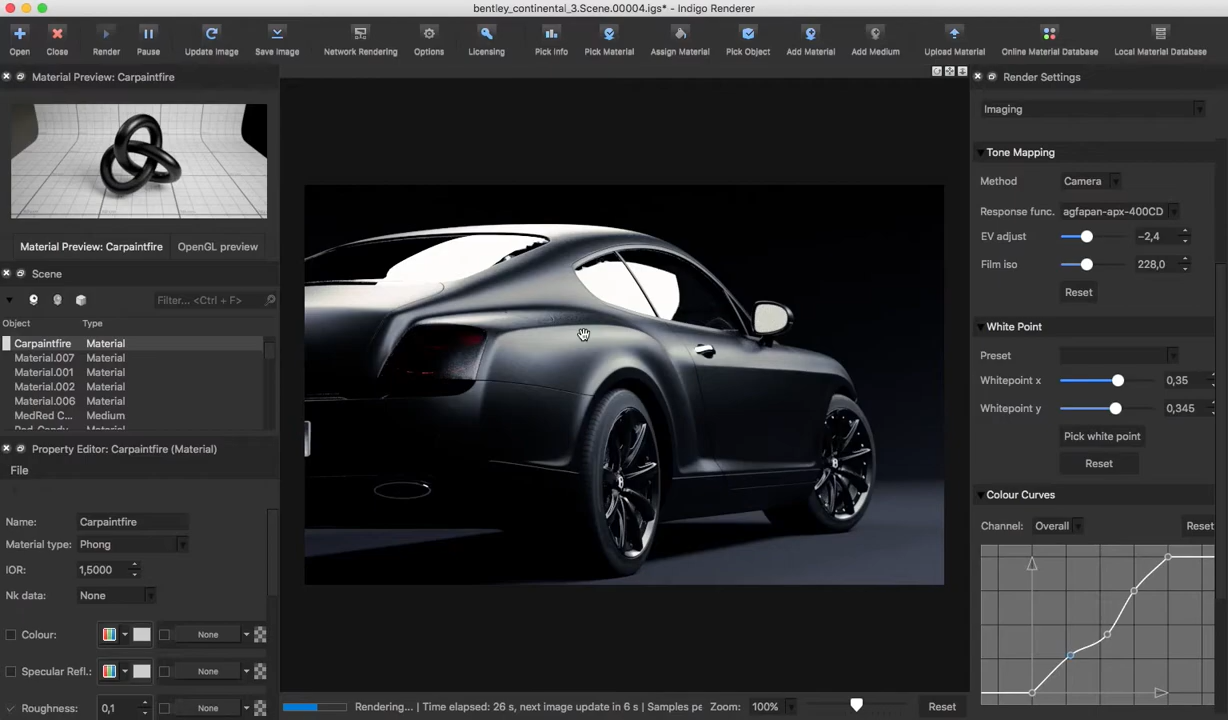 bentley_continental_3.Scene.00004.igs* - Indigo Renderer
Open Close Render Pause Update Image Save Image Network Rendering Options Licensing Pick Info Pick Material Assign Material Pick Object Add Material Add Medium Upload Material Online Material Database Local Material Database
Material Preview: Carpaintfire
Material Preview: Carpaintfire OpenGL preview
Scene
Filter... <Ctrl + F>
Object Type
Carpaintfire Material
Material.007 Material
Material.001 Material
Material.002 Material
Material.006 Material
MedRed C... Medium
Red-Candy Material
Property Editor: Carpaintfire (Material)
File
Name: Carpaintfire
Material type: Phong
IOR: 1,5000
Nk data: None
Colour: None
Specular Refl.: None
Roughness: 0,1 None
Rendering... | Time elapsed: 26 s, next image update in 6 s | Samples pe Zoom: 100% Reset
Render Settings
Imaging
Tone Mapping
Method Camera
Response func. agfapan-apx-400CD
EV adjust -2,4
Film iso 228,0
Reset
White Point
Preset
Whitepoint x 0,35
Whitepoint y 0,345
Pick white point
Reset
Colour Curves
Channel: Overall Reset